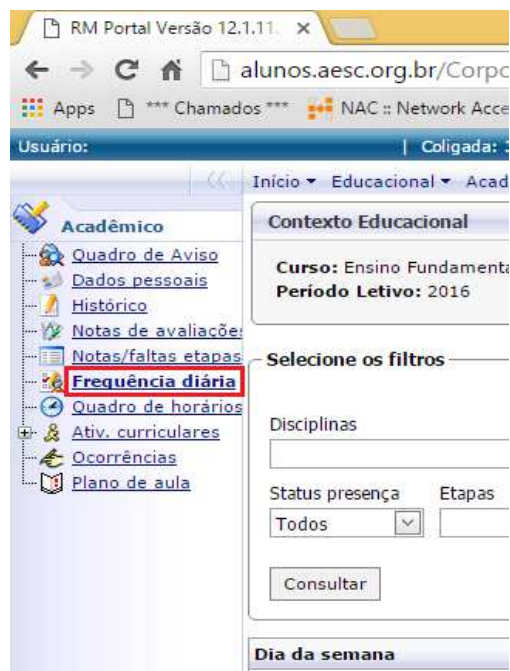 RM Portal Versão 12.1.11.
alunos.aesc.org.br/Corpo
Apps *** Chamados *** NAC :: Network Acce
Usuário: | Coligada:
Início Educacional Acad
Acadêmico
Quadro de Aviso
Dados pessoais
Histórico
Notas de avaliações
Notas/faltas etapas
Frequência diária
Quadro de horários
Ativ. curriculares
Ocorrências
Plano de aula
Contexto Educacional
Curso: Ensino Fundamenta
Período Letivo: 2016
Selecione os filtros
Disciplinas
Status presença Etapas
Todos
Consultar
Dia da semana